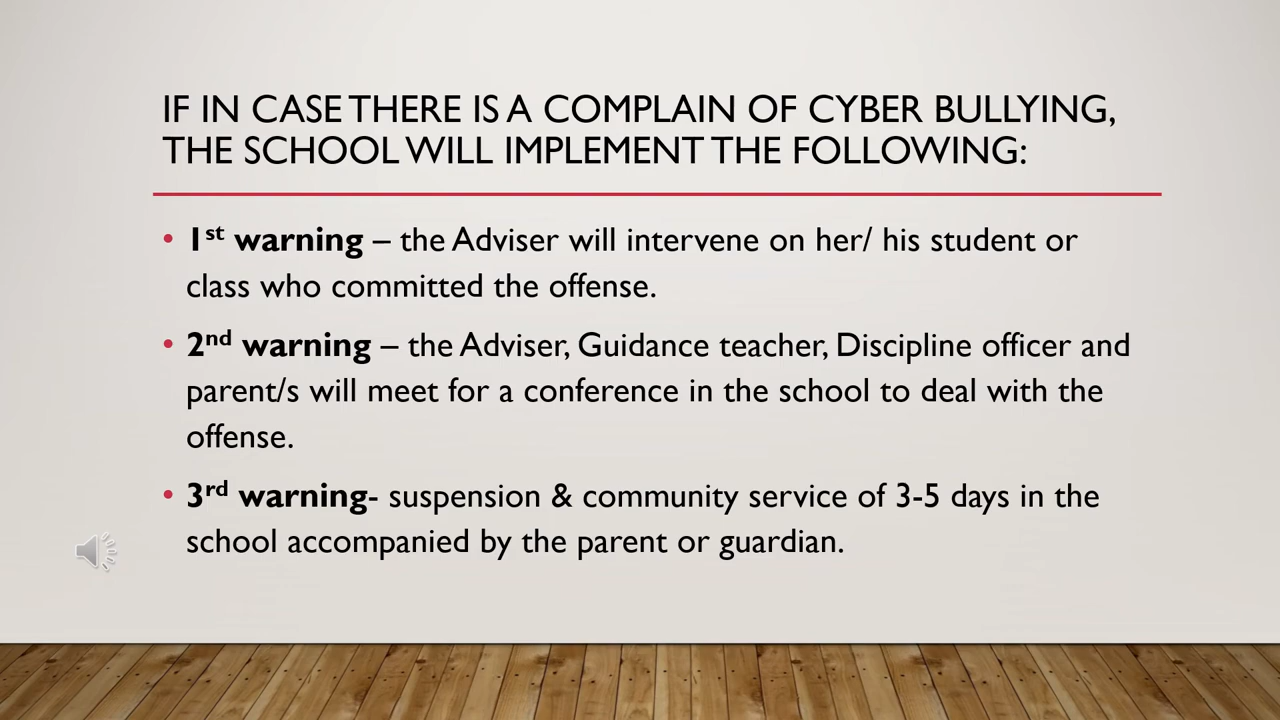 IF IN CASE THERE IS A COMPLAIN OF CYBER BULLYING,
THE SCHOOL WILL IMPLEMENT THE FOLLOWING:
• 1st warning – the Adviser will intervene on her/ his student or
class who committed the offense.
• 2nd warning – the Adviser, Guidance teacher, Discipline officer and
parent/s will meet for a conference in the school to deal with the
offense.
• 3rd warning- suspension & community service of 3-5 days in the
school accompanied by the parent or guardian.